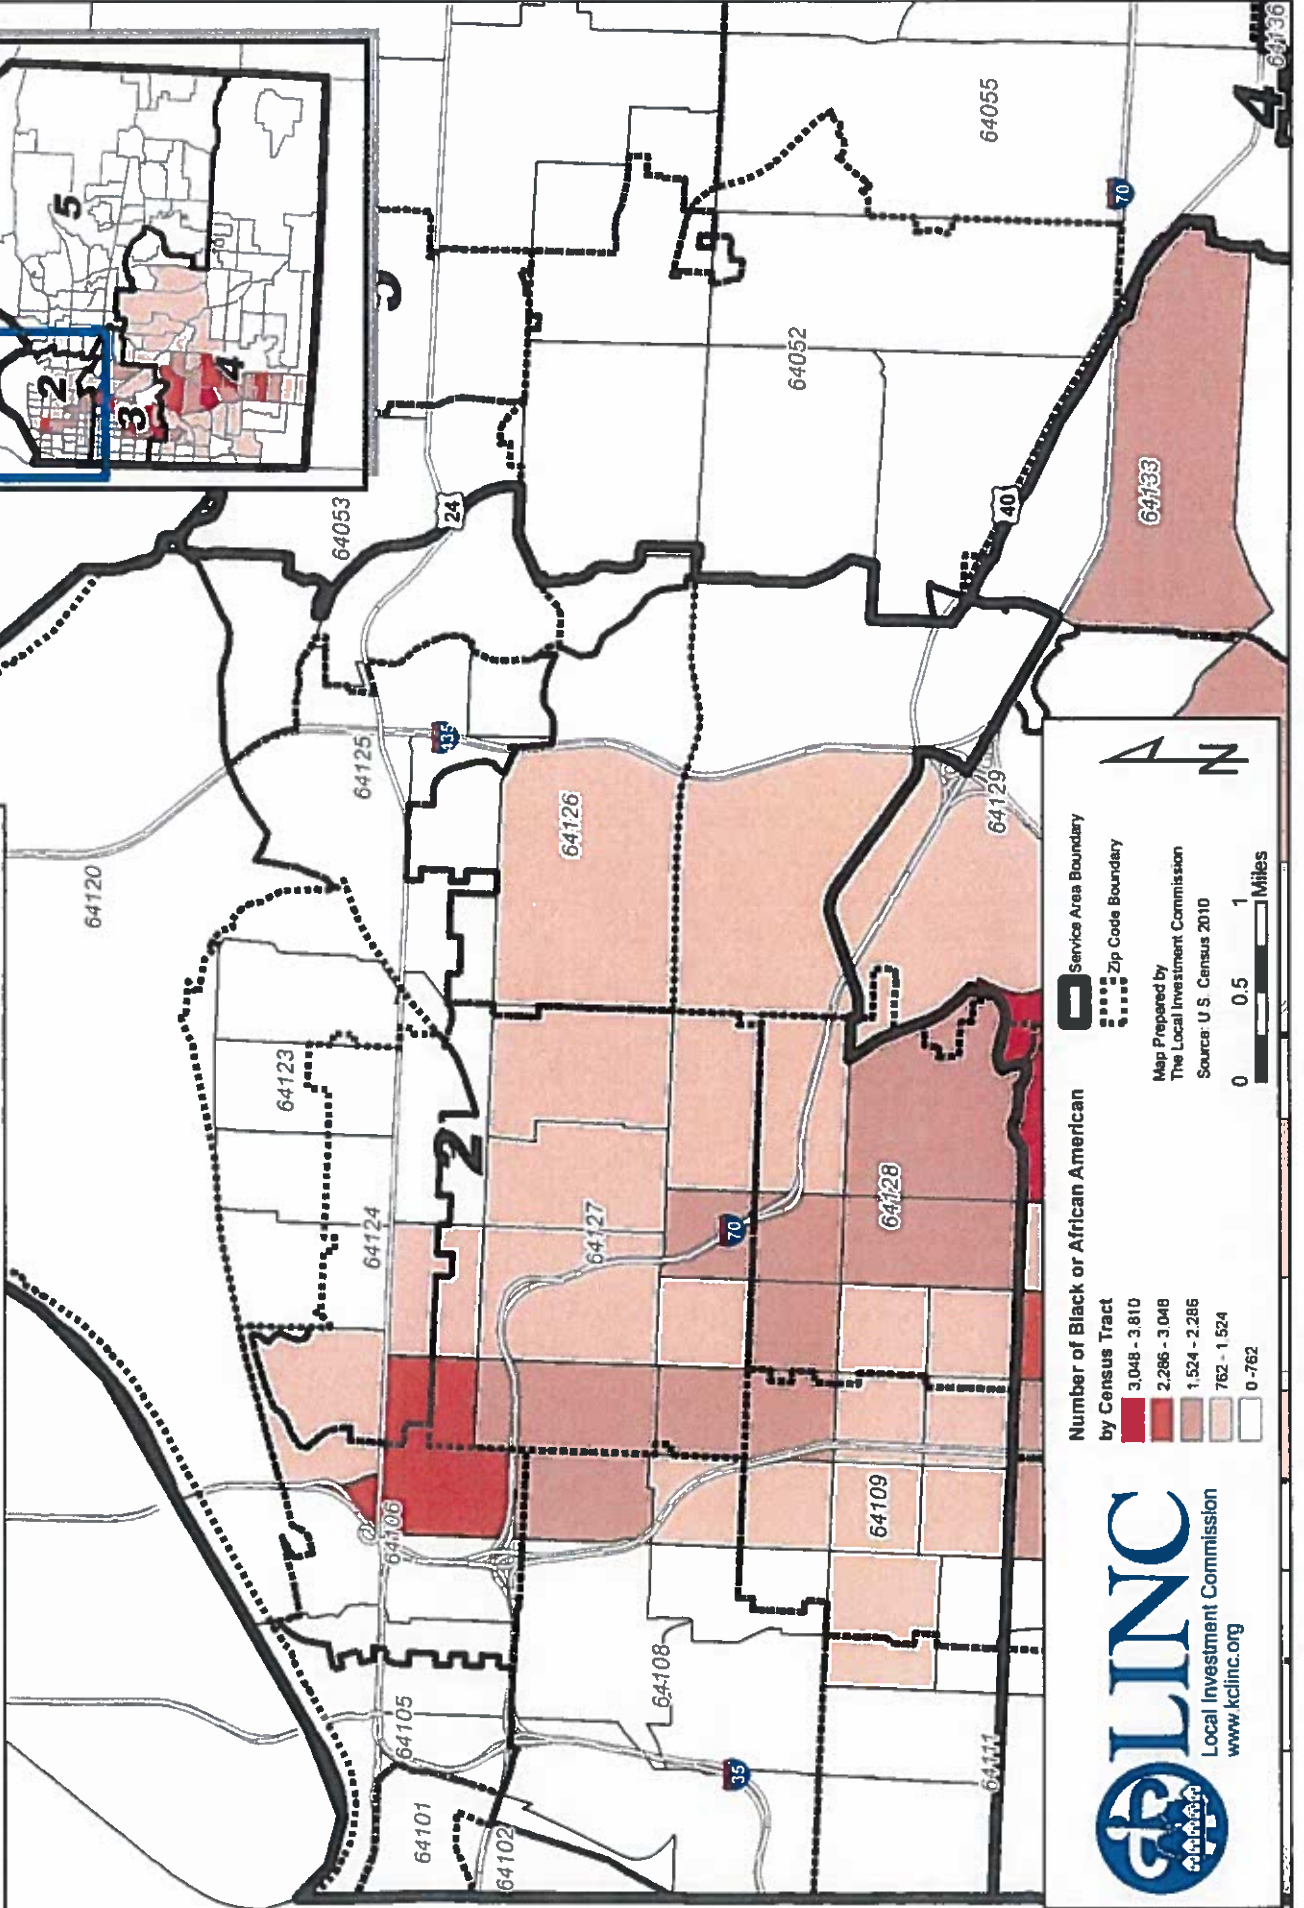 64120
64123
64124
64125
64053
24
435
64126
64127
2
64106
64105
64101
64102
64108
35
70
64128
64109
64111
64129
40
64133
64052
64055
70
4
64136
2
3
4
5
LINC
Local Investment Commission
www.kclinc.org
Number of Black or African American
by Census Tract
3,048 - 3,810
2,286 - 3,048
1,524 - 2,286
762 - 1,524
0 -762
Service Area Boundary
Zip Code Boundary
Map Prepared by
The Local Investment Commission
Source: U.S. Census 2010
0 0.5 1
Miles
N